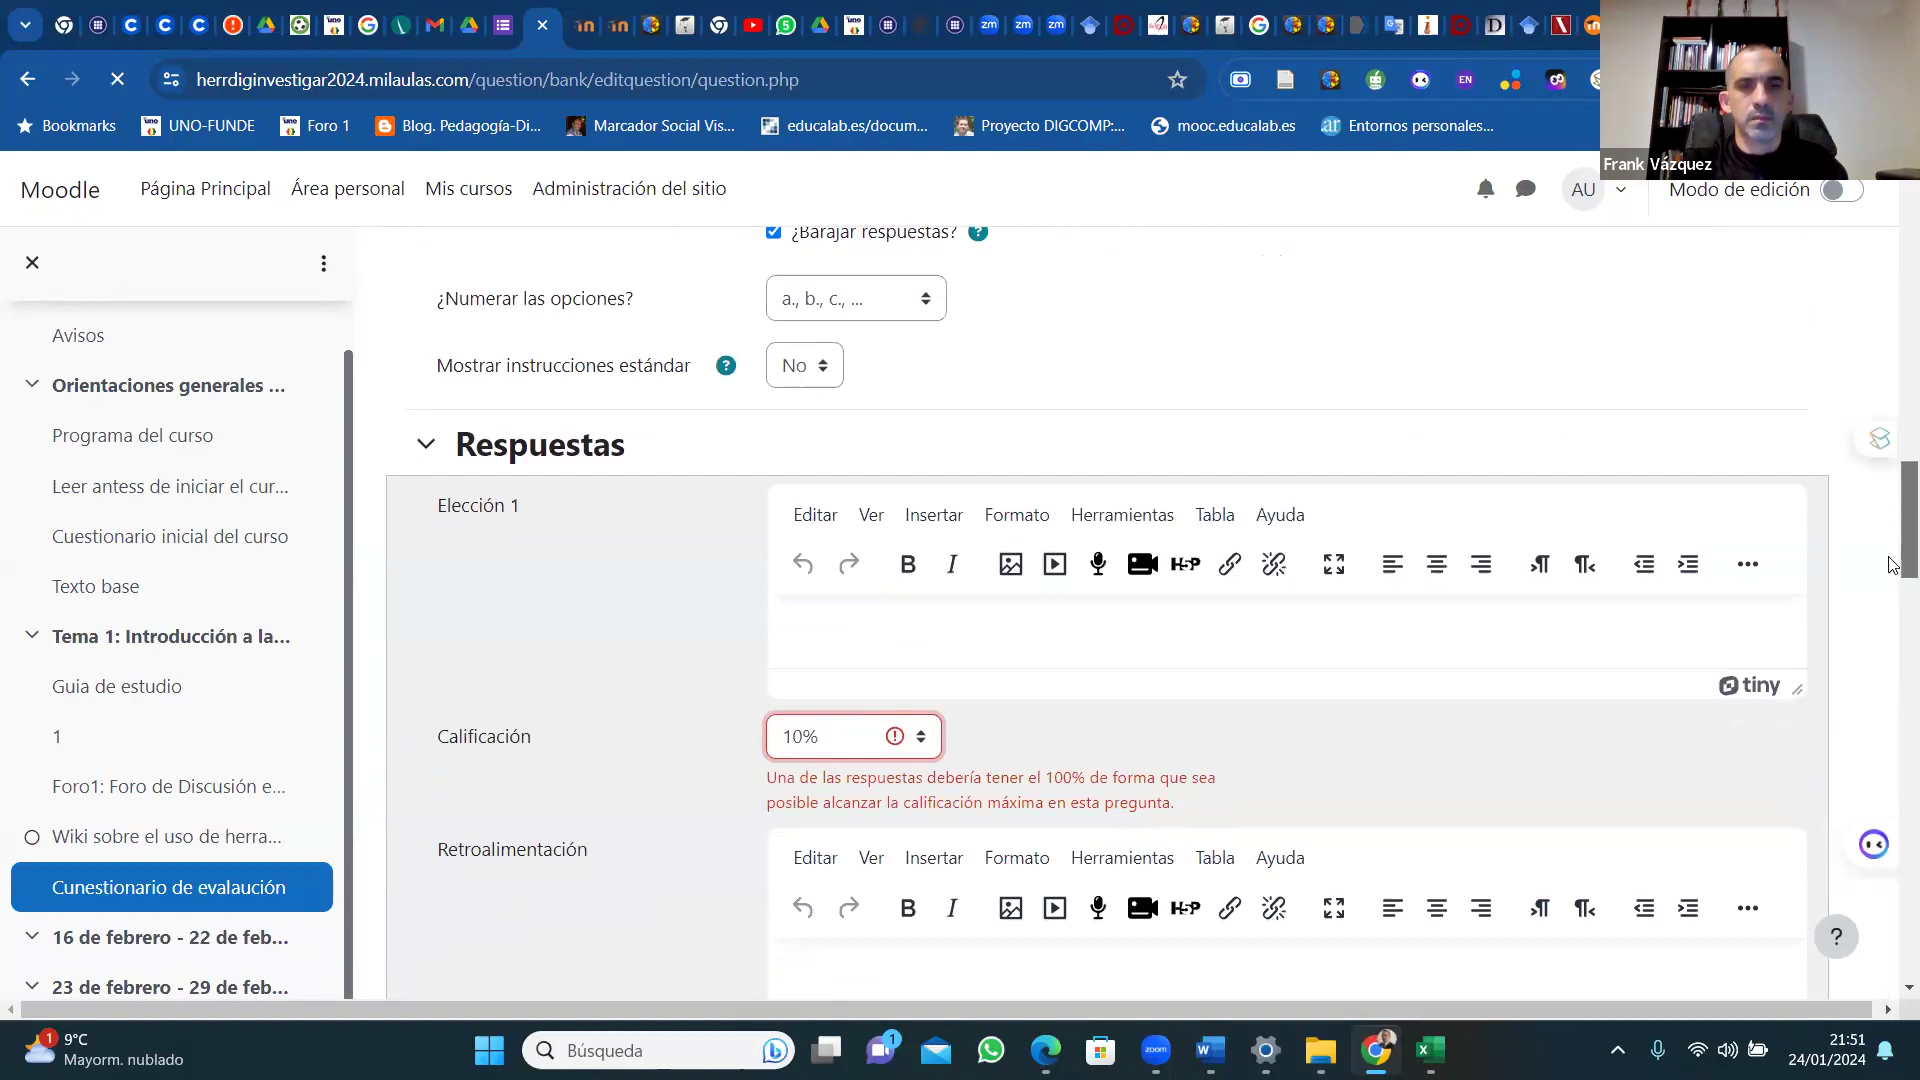 herrdiginvestigar2024.milaulas.com/question/bank/editquestion/question.php
EN
Bookmarks
UNO-FUNDE
Foro 1
Blog. Pedagogía-Di...
Marcador Social Vis...
educalab.es/docum...
Proyecto DIGCOMP:...
mooc.educalab.es
Entornos personales...
Frank Vázquez
Moodle
Página Principal
Área personal
Mis cursos
Administración del sitio
AU
Modo de edición
¿Barajar respuestas?
¿Numerar las opciones?
a., b., c., ...
Mostrar instrucciones estándar
No
Avisos
Orientaciones generales ...
Programa del curso
Leer antess de iniciar el cur...
Cuestionario inicial del curso
Texto base
Tema 1: Introducción a la...
Guia de estudio
1
Foro1: Foro de Discusión e...
Wiki sobre el uso de herra...
Cunestionario de evalaución
16 de febrero - 22 de feb...
23 de febrero - 29 de feb...
Respuestas
Elección 1
Editar Ver Insertar Formato Herramientas Tabla Ayuda
B I H5P
tiny
Calificación
10%
Una de las respuestas debería tener el 100% de forma que sea
posible alcanzar la calificación máxima en esta pregunta.
Retroalimentación
Editar Ver Insertar Formato Herramientas Tabla Ayuda
B I H5P
?
1
9°C
Mayorm. nublado
Búsqueda
1
zoom
21:51
24/01/2024